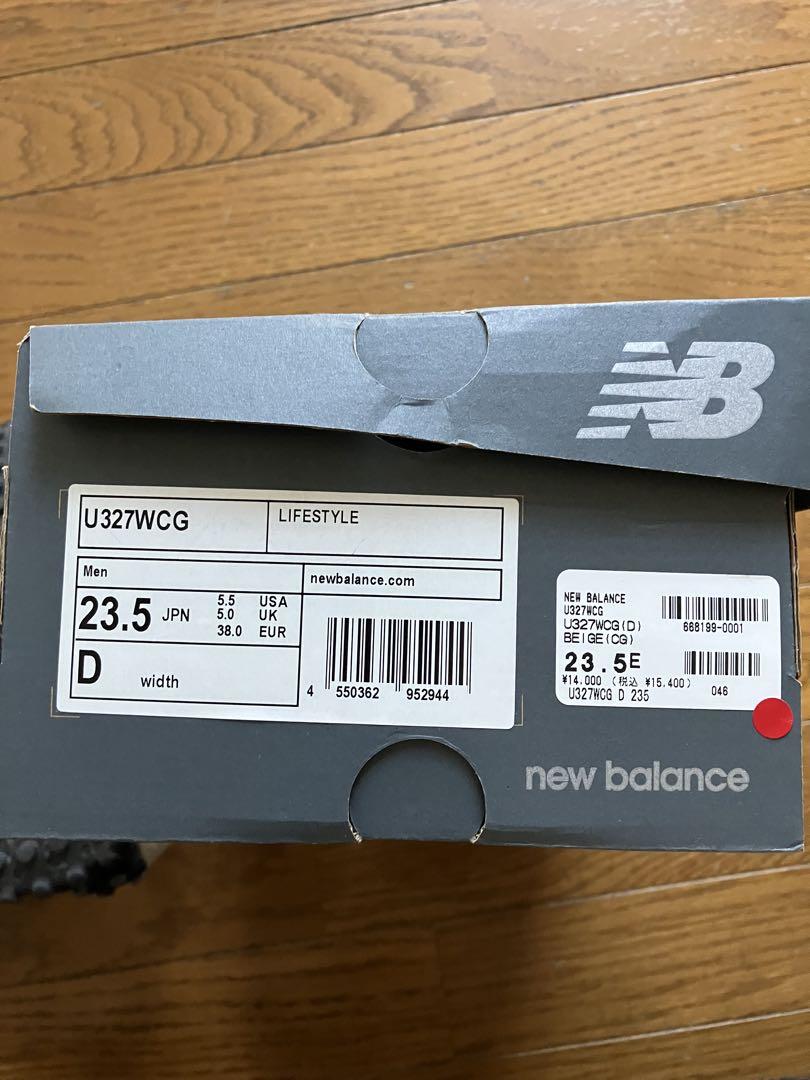 NB
U327WCG
LIFESTYLE
Men
newbalance.com
23.5 JPN
5.5 USA
5.0 UK
38.0 EUR
D width
4 550362 952944
NEW BALANCE
U327WCG
U327WCG(D)
BEIGE(CG)
668199-0001
23.5E
¥14.000 (税込 ¥15.400)
U327WCG D 235
046
new balance